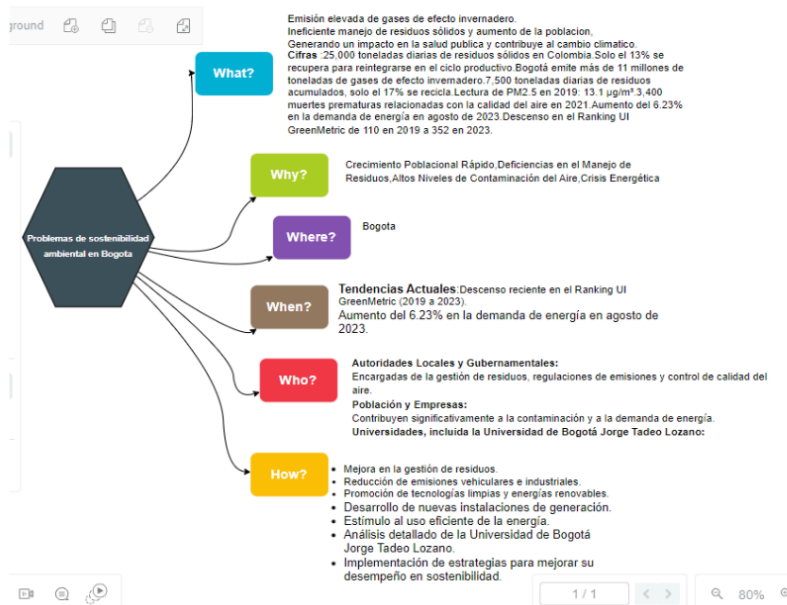 ground
Emisión elevada de gases de efecto invernadero.
Ineficiente manejo de residuos sólidos y aumento de la poblacion,
Generando un impacto en la salud publica y contribuye al cambio climatico.
Cifras :25,000 toneladas diarias de residuos sólidos en Colombia.Solo el 13% se
recupera para reintegrarse en el ciclo productivo.Bogotá emite más de 11 millones de
toneladas de gases de efecto invernadero.7,500 toneladas diarias de residuos
acumulados, solo el 17% se recicla.Lectura de PM2.5 en 2019: 13.1 µg/m³.3,400
muertes prematuras relacionadas con la calidad del aire en 2021.Aumento del 6.23%
en la demanda de energía en agosto de 2023.Descenso en el Ranking UI
GreenMetric de 110 en 2019 a 352 en 2023.
What?
Why?
Crecimiento Poblacional Rápido,Deficiencias en el Manejo de
Residuos,Altos Niveles de Contaminación del Aire,Crisis Energética
Where?
Bogota
Problemas de sostenibilidad
ambiental en Bogota
When?
Tendencias Actuales:Descenso reciente en el Ranking UI
GreenMetric (2019 a 2023).
Aumento del 6.23% en la demanda de energía en agosto de
2023.
Who?
Autoridades Locales y Gubernamentales:
Encargadas de la gestión de residuos, regulaciones de emisiones y control de calidad del
aire.
Población y Empresas:
Contribuyen significativamente a la contaminación y a la demanda de energía.
Universidades, incluida la Universidad de Bogotá Jorge Tadeo Lozano:
How?
• Mejora en la gestión de residuos.
• Reducción de emisiones vehiculares e industriales.
• Promoción de tecnologías limpias y energías renovables.
• Desarrollo de nuevas instalaciones de generación.
• Estímulo al uso eficiente de la energía.
• Análisis detallado de la Universidad de Bogotá
Jorge Tadeo Lozano.
• Implementación de estrategias para mejorar su
desempeño en sostenibilidad.
1 / 1
80%